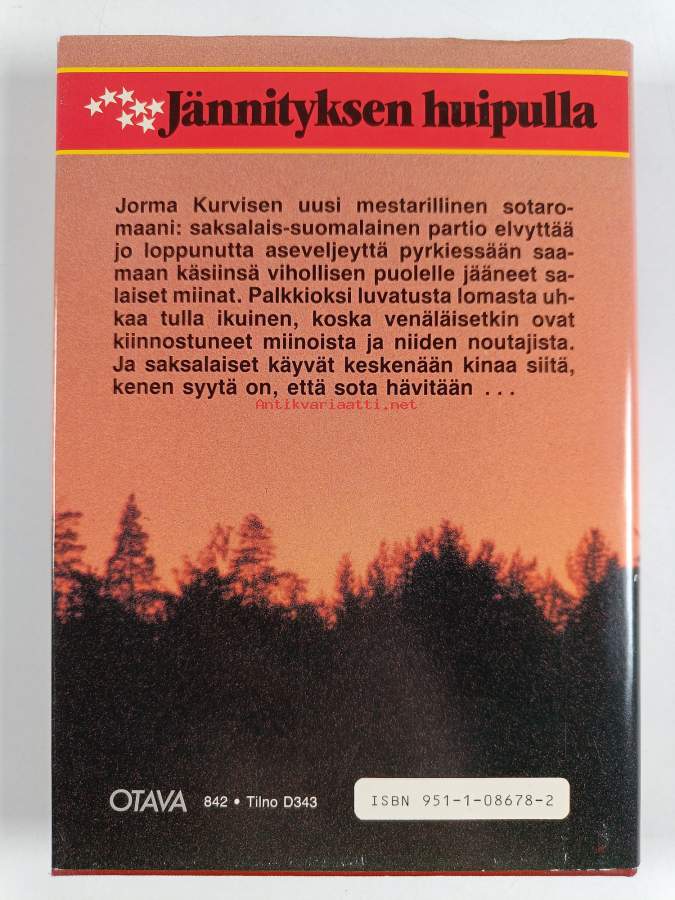 Jännityksen huipulla
Jorma Kurvisen uusi mestarillinen sotaro-
maani: saksalais-suomalainen partio elvyttää
jo loppunutta aseveljeyttä pyrkiessään saa-
maan käsiinsä vihollisen puolelle jääneet sa-
laiset miinat. Palkkioksi luvatusta lomasta uh-
kaa tulla ikuinen, koska venäläisetkin ovat
kiinnostuneet miinoista ja niiden noutajista.
Ja saksalaiset käyvät keskenään kinaa siitä,
kenen syytä on, että sota hävitään ...
Antikvariaatti.net
OTAVA 842 • Tilno D343
ISBN 951-1-08678-2